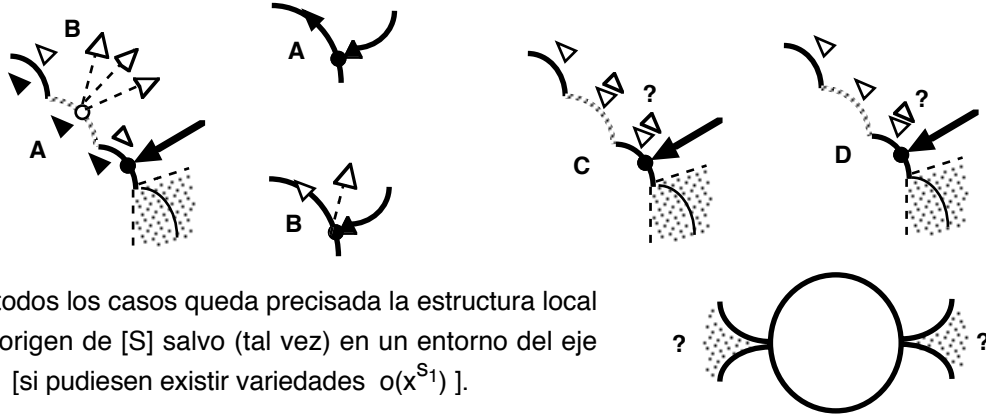 B
A
A
B
?
C
?
D
todos los casos queda precisada la estructura local
origen de [S] salvo (tal vez) en un entorno del eje
[si pudiesen existir variedades o(x^{s_1}) ].
?
?